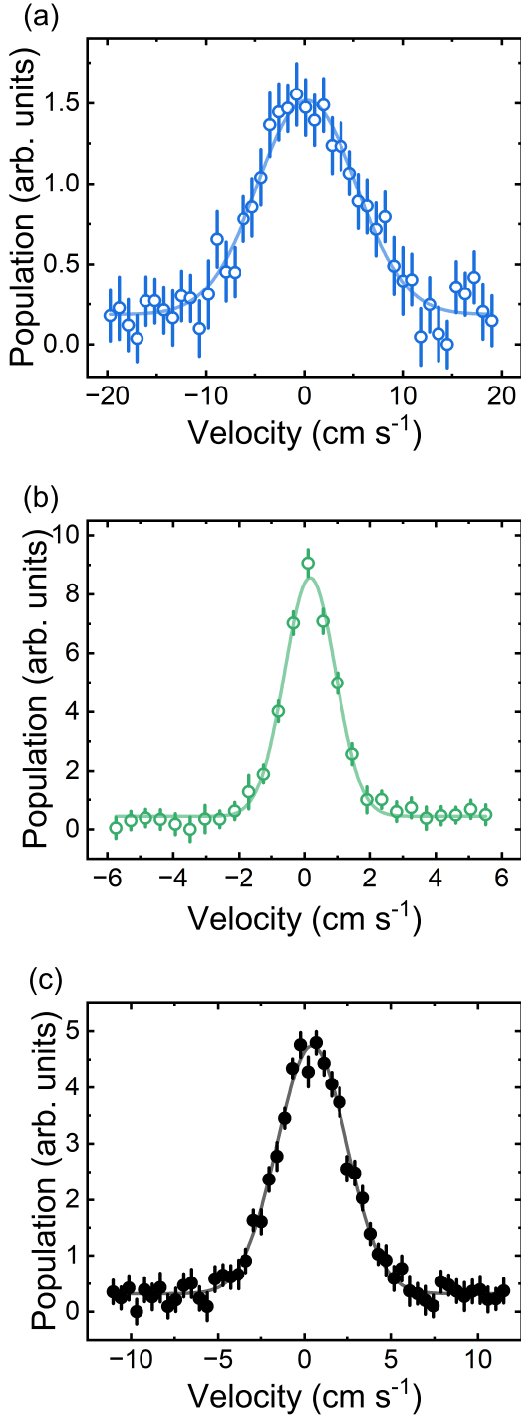 (a)
Population (arb. units)
1.5
1.0
0.5
0.0
−20 −10 0 10 20
Velocity (cm s⁻¹)
(b)
Population (arb. units)
10
8
6
4
2
0
−6 −4 −2 0 2 4 6
Velocity (cm s⁻¹)
(c)
Population (arb. units)
5
4
3
2
1
0
−10 −5 0 5 10
Velocity (cm s⁻¹)